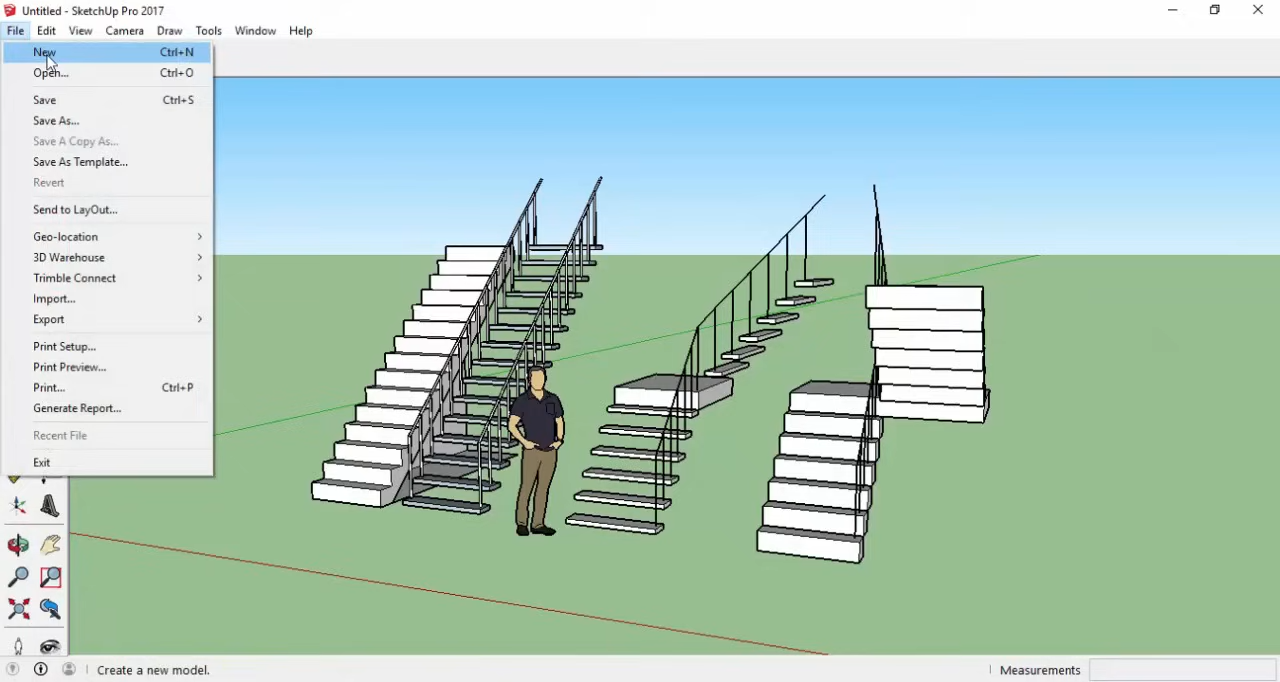 Untitled - SketchUp Pro 2017
File Edit View Camera Draw Tools Window Help
New Ctrl+N
Open... Ctrl+O
Save Ctrl+S
Save As...
Save A Copy As...
Save As Template...
Revert
Send to LayOut...
Geo-location
3D Warehouse
Trimble Connect
Import...
Export
Print Setup...
Print Preview...
Print... Ctrl+P
Generate Report...
Recent File
Exit
Create a new model. Measurements